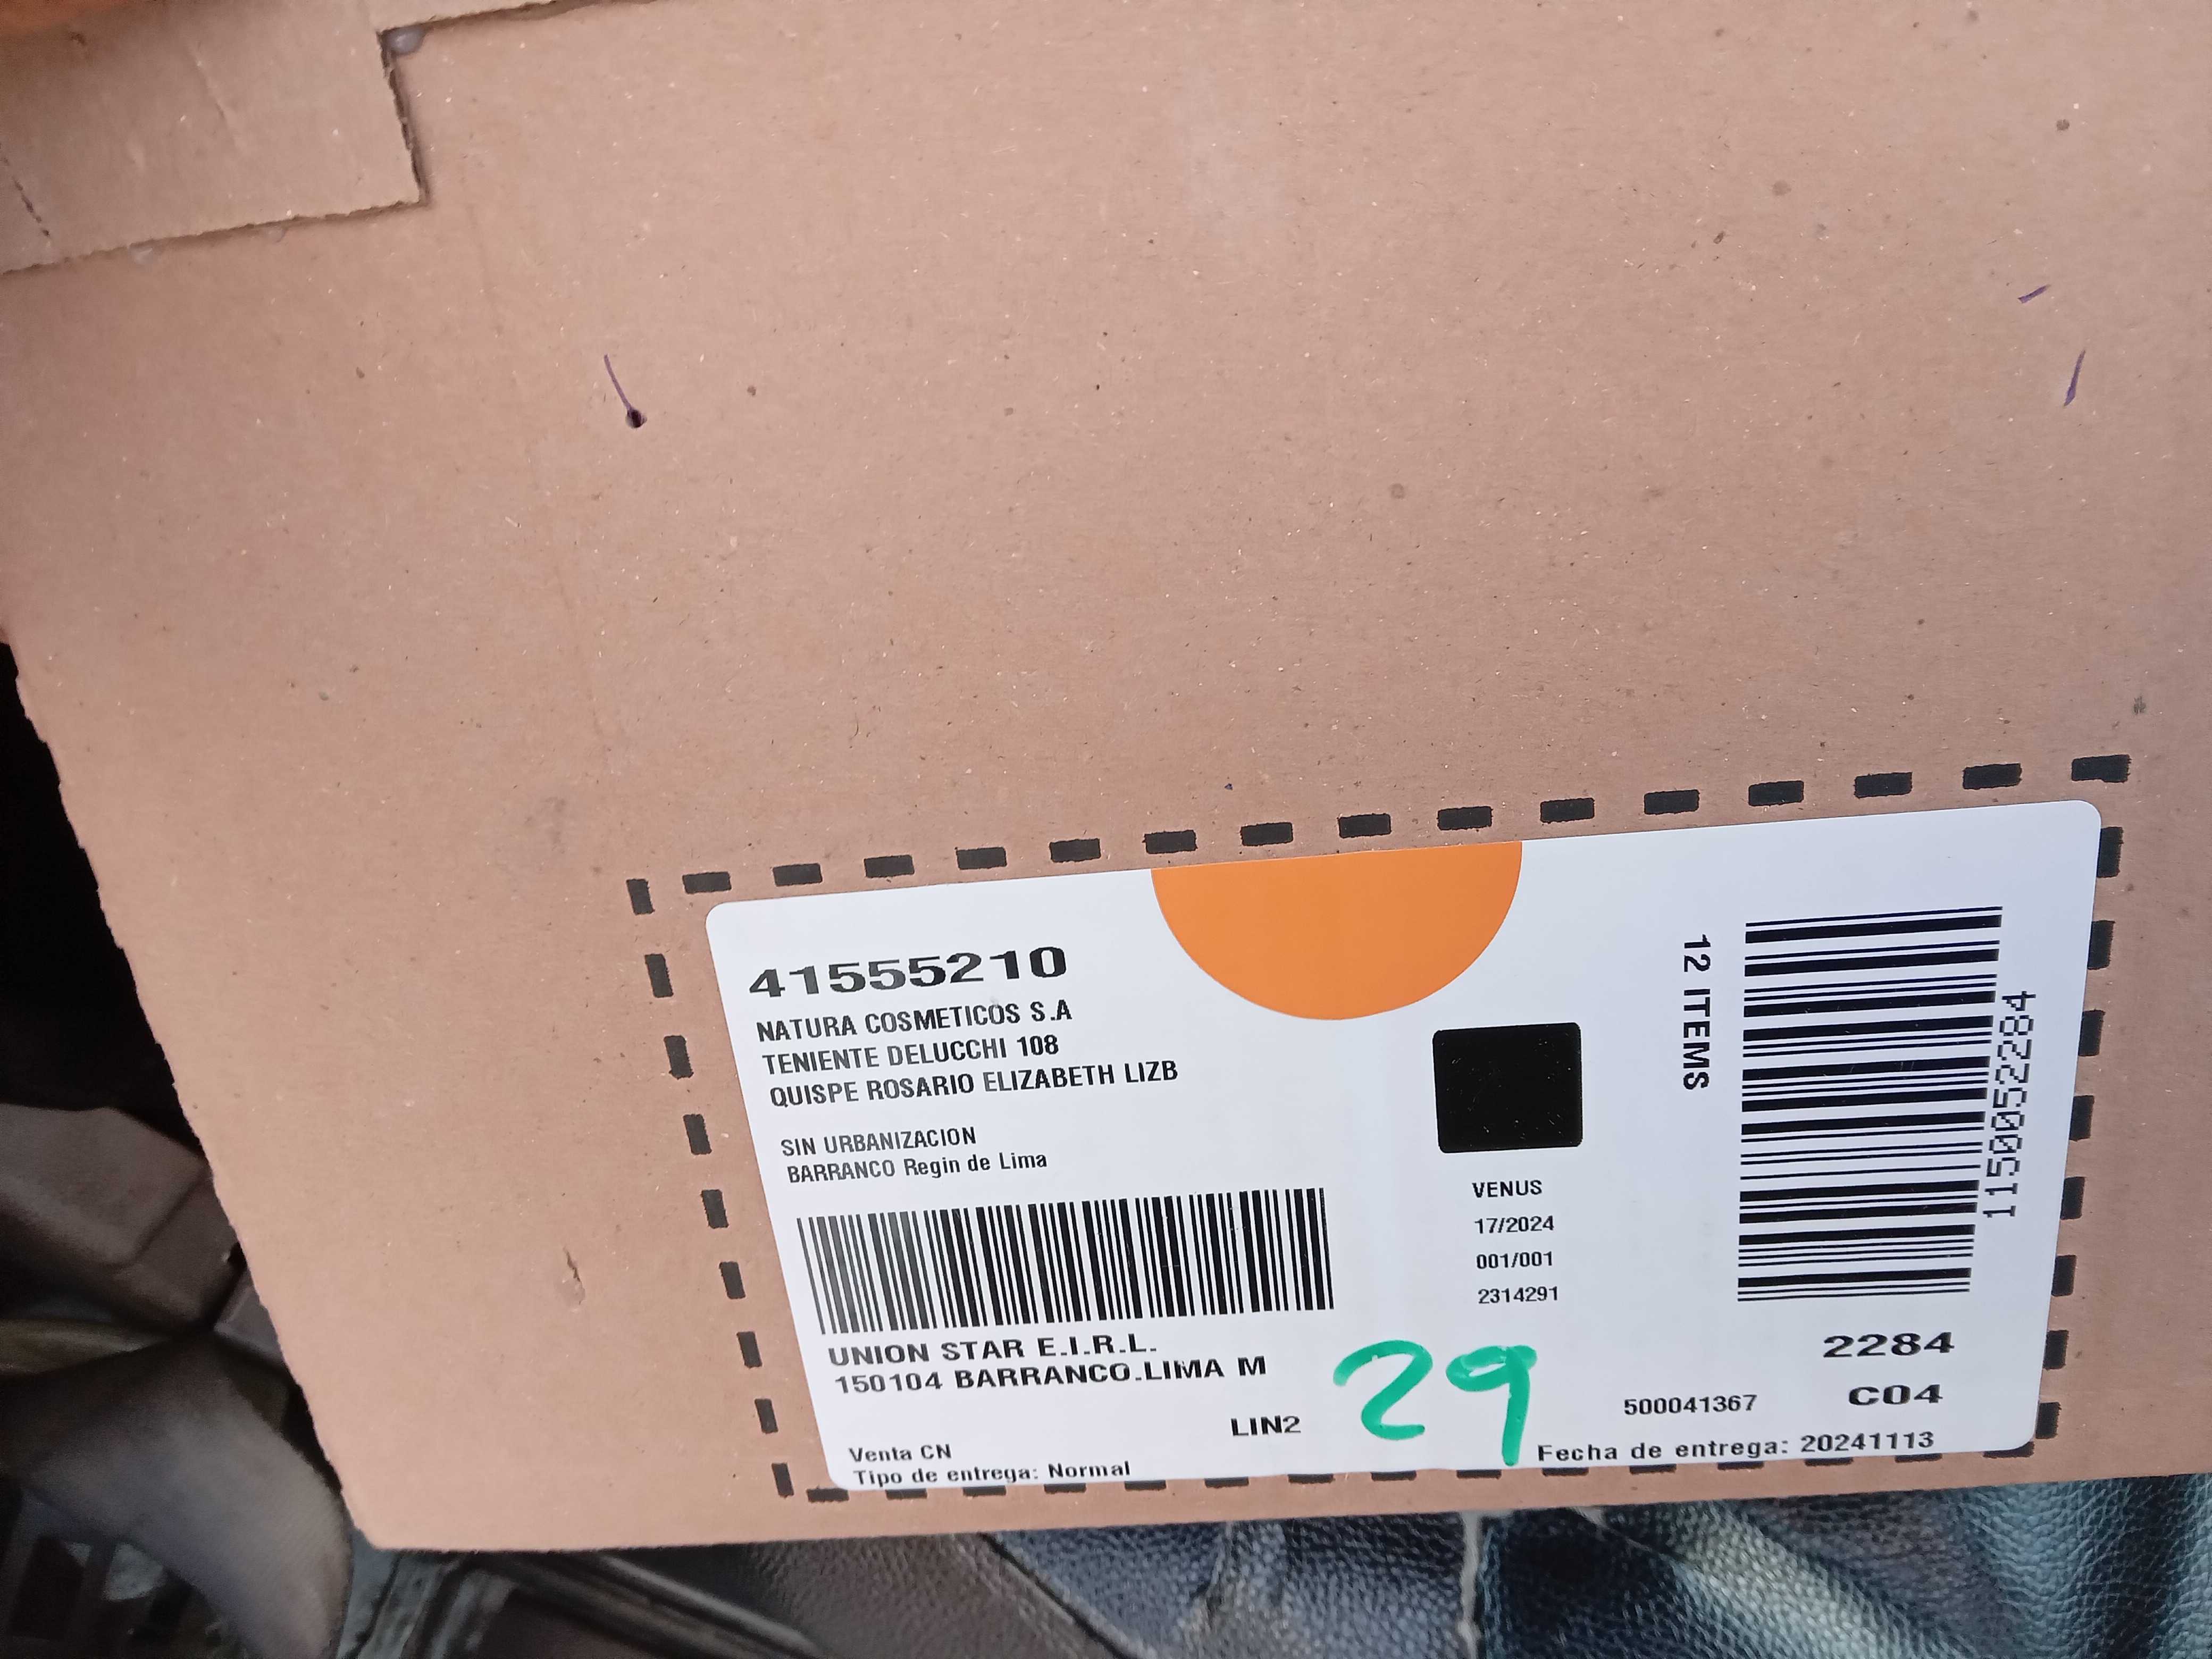 41555210
NATURA COSMETICOS S.A
TENIENTE DELUCCHI 108
QUISPE ROSARIO ELIZABETH LIZB
SIN URBANIZACION
BARRANCO Regin de Lima
UNION STAR E.I.R.L.
150104 BARRANCO.LIMA M
LIN2
Venta CN
Tipo de entrega: Normal
VENUS
17/2024
001/001
2314291
29
12 ITEMS
1150052284
2284
500041367
C04
Fecha de entrega: 20241113